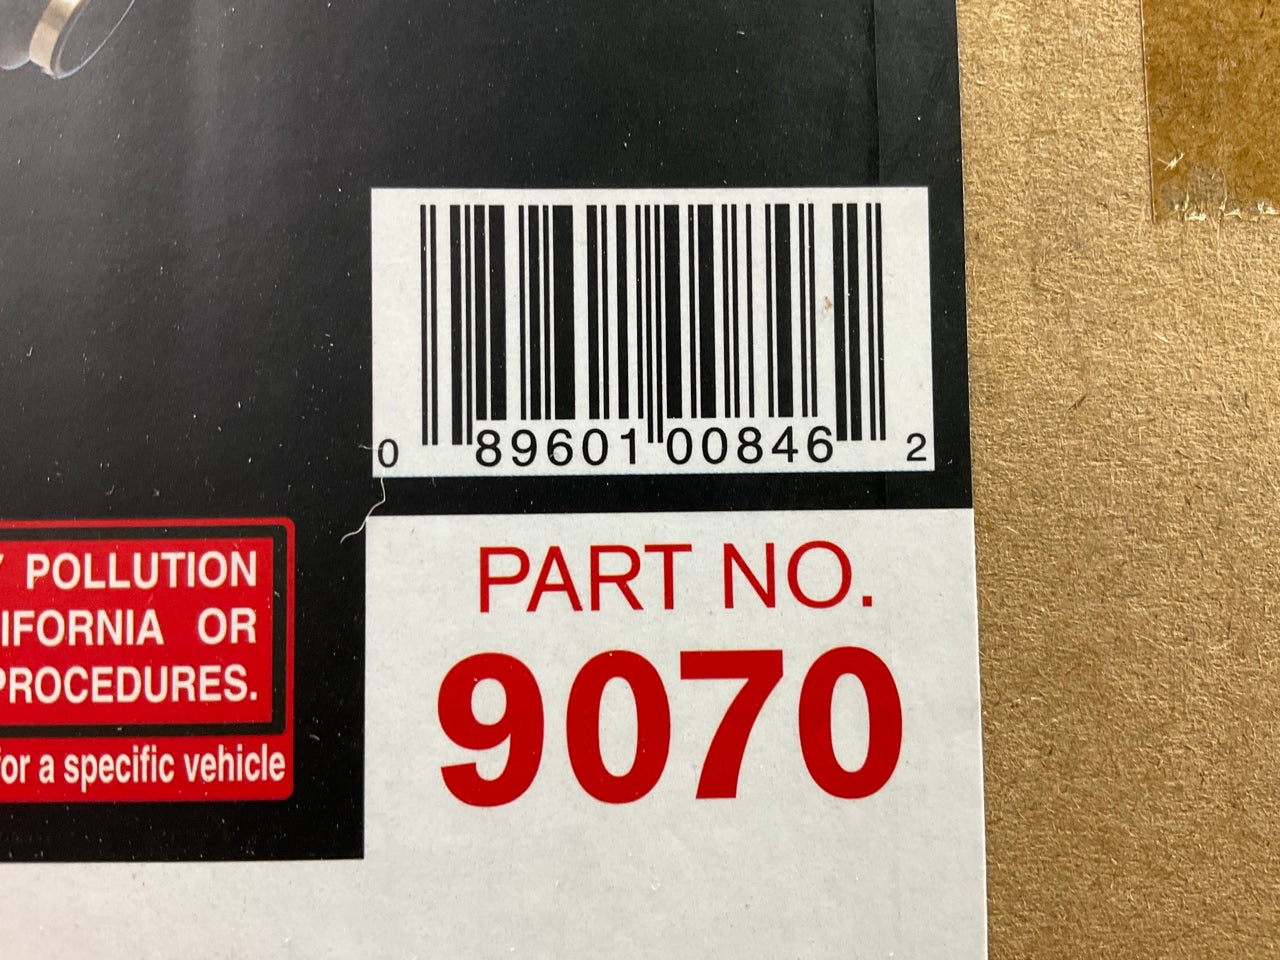 0 89601 00846 2
POLLUTION
IFORNIA OR
PROCEDURES.
for a specific vehicle
PART NO.
9070